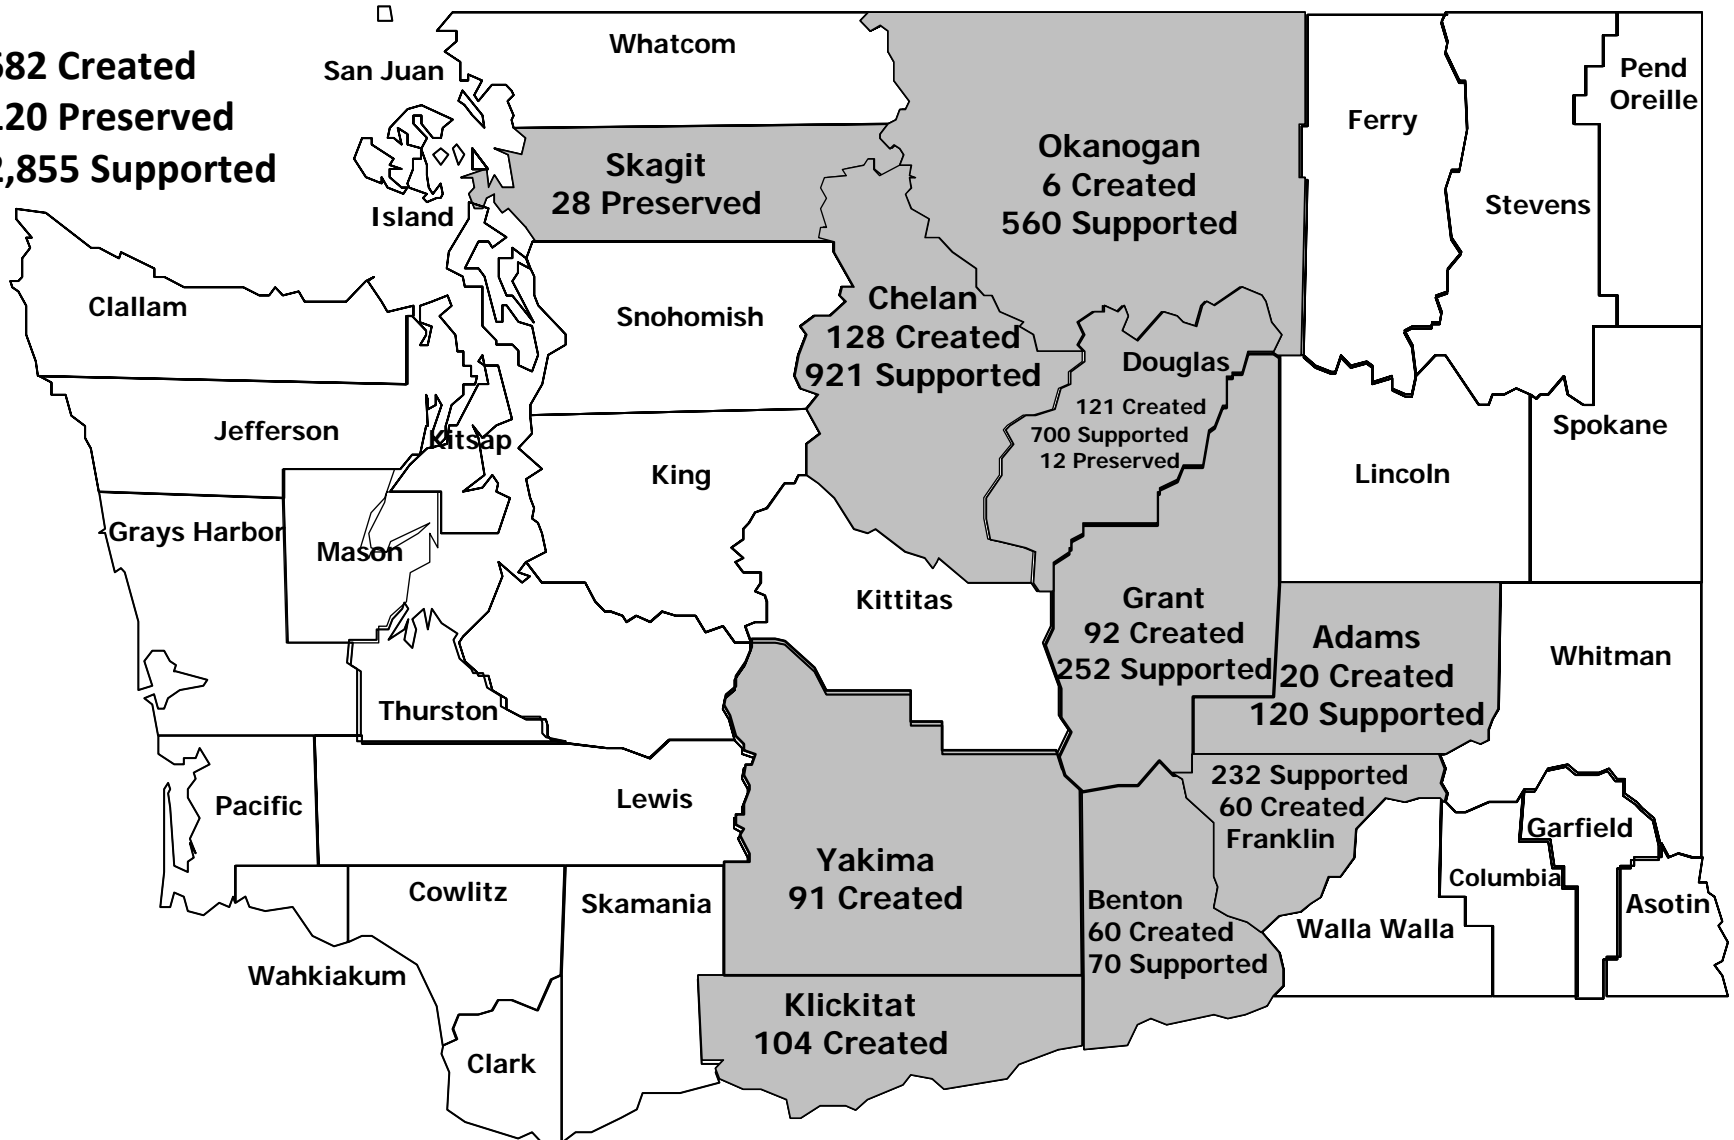 682 Created
120 Preserved
2,855 Supported
San Juan
Whatcom
Skagit
28 Preserved
Island
Okanogan
6 Created
560 Supported
Ferry
Stevens
Pend
Oreille
Clallam
Snohomish
Chelan
128 Created
921 Supported
Douglas
121 Created
700 Supported
12 Preserved
Jefferson
Kitsap
King
Lincoln
Spokane
Grays Harbor
Mason
Kittitas
Grant
92 Created
252 Supported
Adams
20 Created
120 Supported
Whitman
Thurston
Pacific
Lewis
232 Supported
60 Created
Franklin
Garfield
Yakima
91 Created
Cowlitz
Skamania
Benton
60 Created
70 Supported
Columbia
Walla Walla
Asotin
Wahkiakum
Klickitat
104 Created
Clark